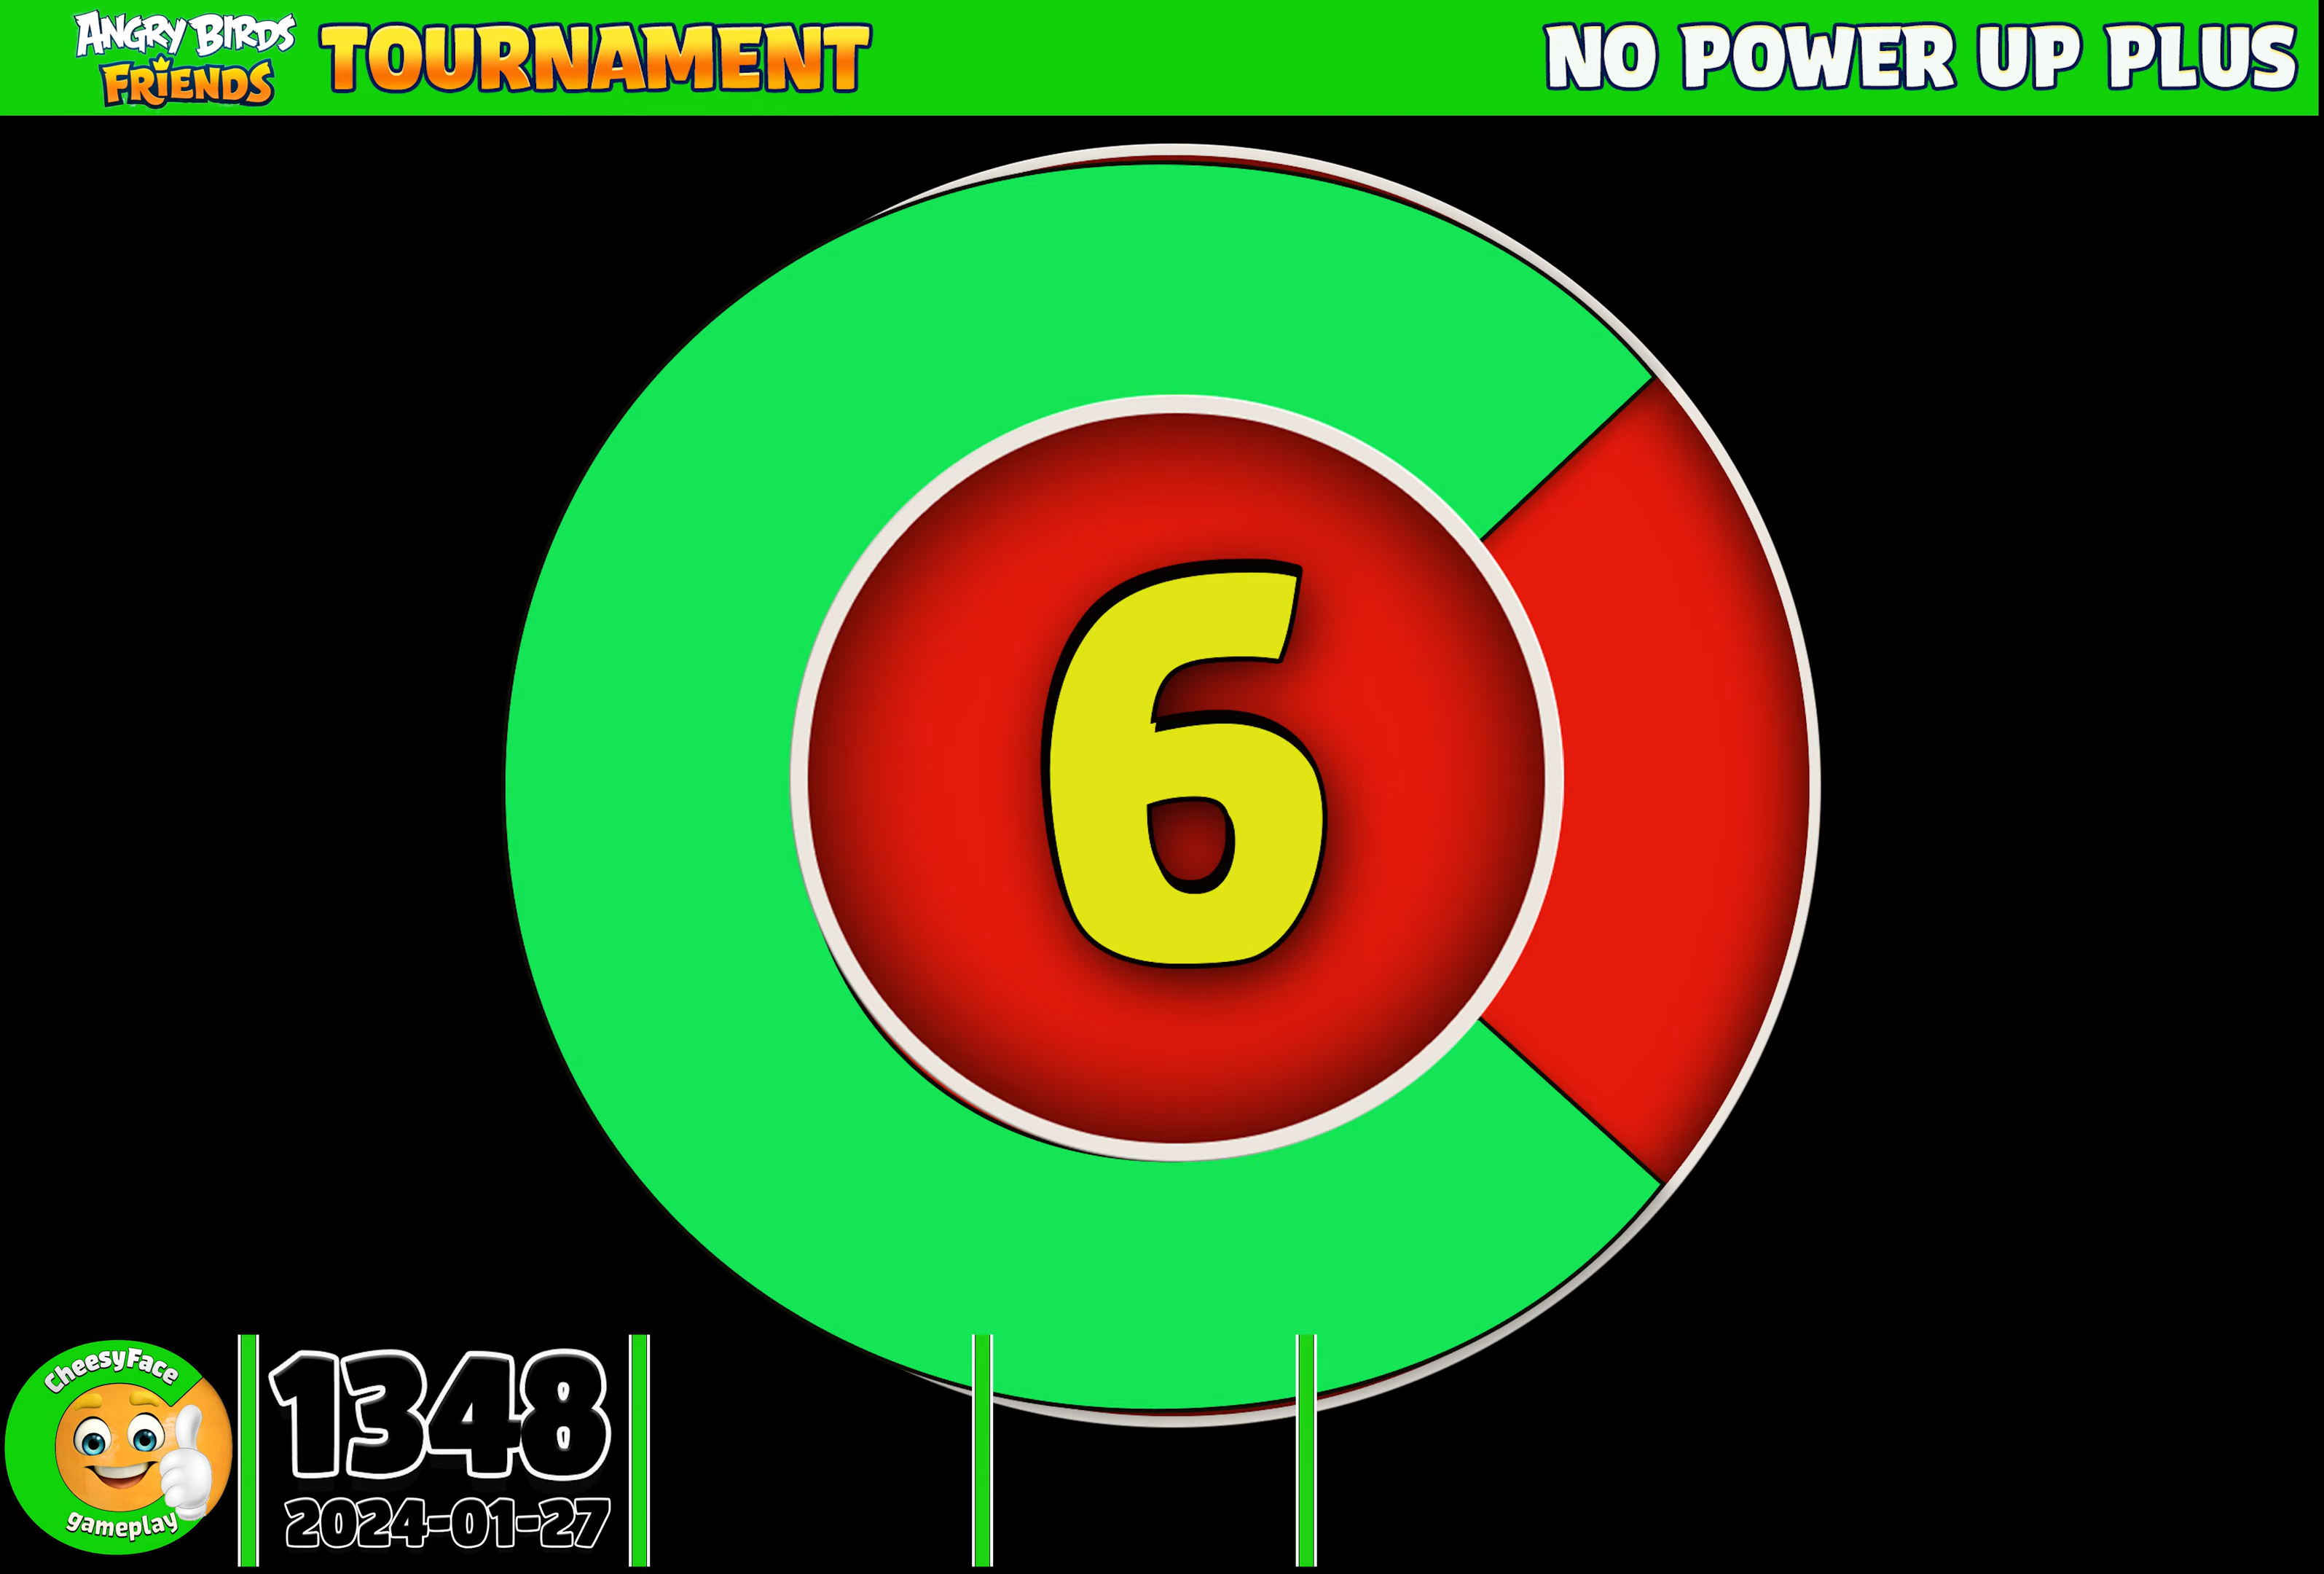 ANGRY BIRDS
FRIENDS
TOURNAMENT
NO POWER UP PLUS
6
CheesyFace
gameplay
1348
2024-01-27